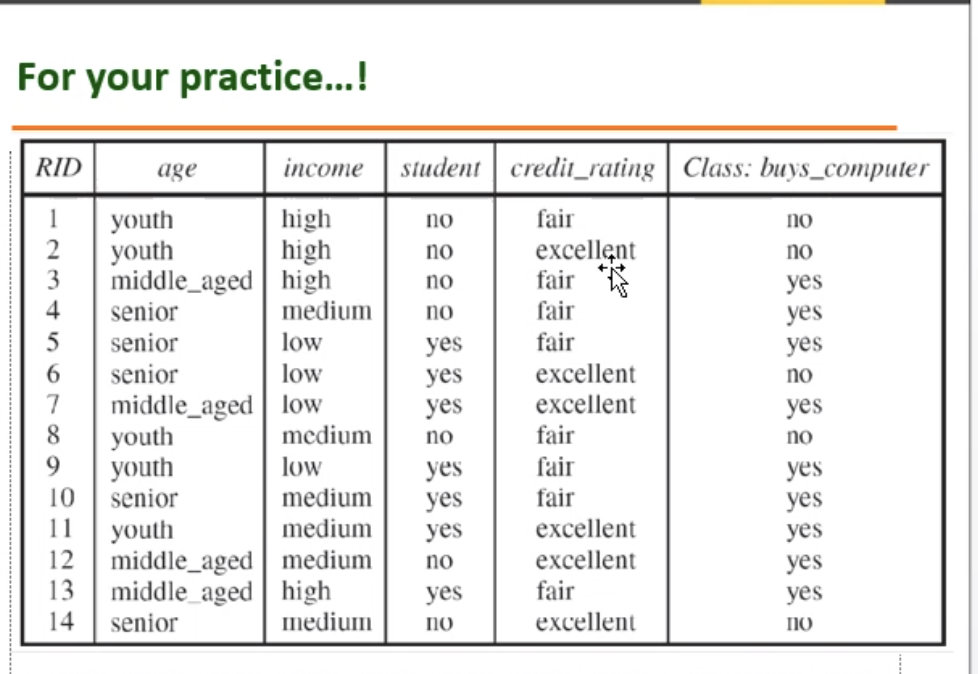 For your practice...!
RID age income student credit_rating Class: buys_computer
1 youth high no fair no
2 youth high no excellent no
3 middle_aged high no fair yes
4 senior medium no fair yes
5 senior low yes fair yes
6 senior low yes excellent no
7 middle_aged low yes excellent yes
8 youth medium no fair no
9 youth low yes fair yes
10 senior medium yes fair yes
11 youth medium yes excellent yes
12 middle_aged medium no excellent yes
13 middle_aged high yes fair yes
14 senior medium no excellent no